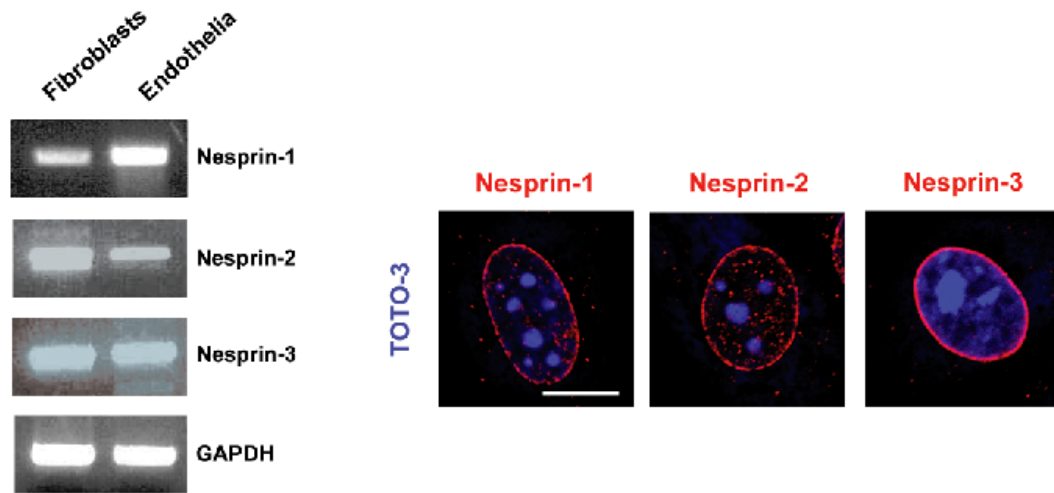 Fibroblasts
Endothelia
Nesprin-1
Nesprin-2
Nesprin-3
GAPDH
Nesprin-1
Nesprin-2
Nesprin-3
TOTO-3